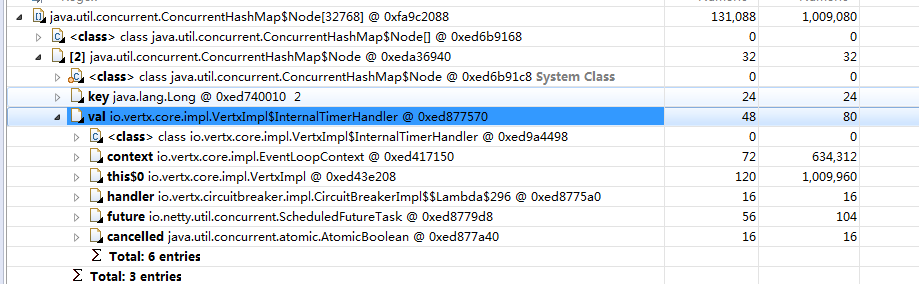 java.util.concurrent.ConcurrentHashMap$Node[32768] @ 0xfa9c2088 131,088 1,009,080
<class> class java.util.concurrent.ConcurrentHashMap$Node[] @ 0xed6b9168 0 0
[2] java.util.concurrent.ConcurrentHashMap$Node @ 0xeda36940 32 32
<class> class java.util.concurrent.ConcurrentHashMap$Node @ 0xed6b91c8 System Class 0 0
key java.lang.Long @ 0xed740010 2 24 24
val io.vertx.core.impl.VertxImpl$InternalTimerHandler @ 0xed877570 48 80
<class> class io.vertx.core.impl.VertxImpl$InternalTimerHandler @ 0xed9a4498 0 0
context io.vertx.core.impl.EventLoopContext @ 0xed417150 72 634,312
this$0 io.vertx.core.impl.VertxImpl @ 0xed43e208 120 1,009,960
handler io.vertx.circuitbreaker.impl.CircuitBreakerImpl$$Lambda$296 @ 0xed8775a0 16 16
future io.netty.util.concurrent.ScheduledFutureTask @ 0xed8779d8 56 104
cancelled java.util.concurrent.atomic.AtomicBoolean @ 0xed877a40 16 16
Σ Total: 6 entries
Σ Total: 3 entries